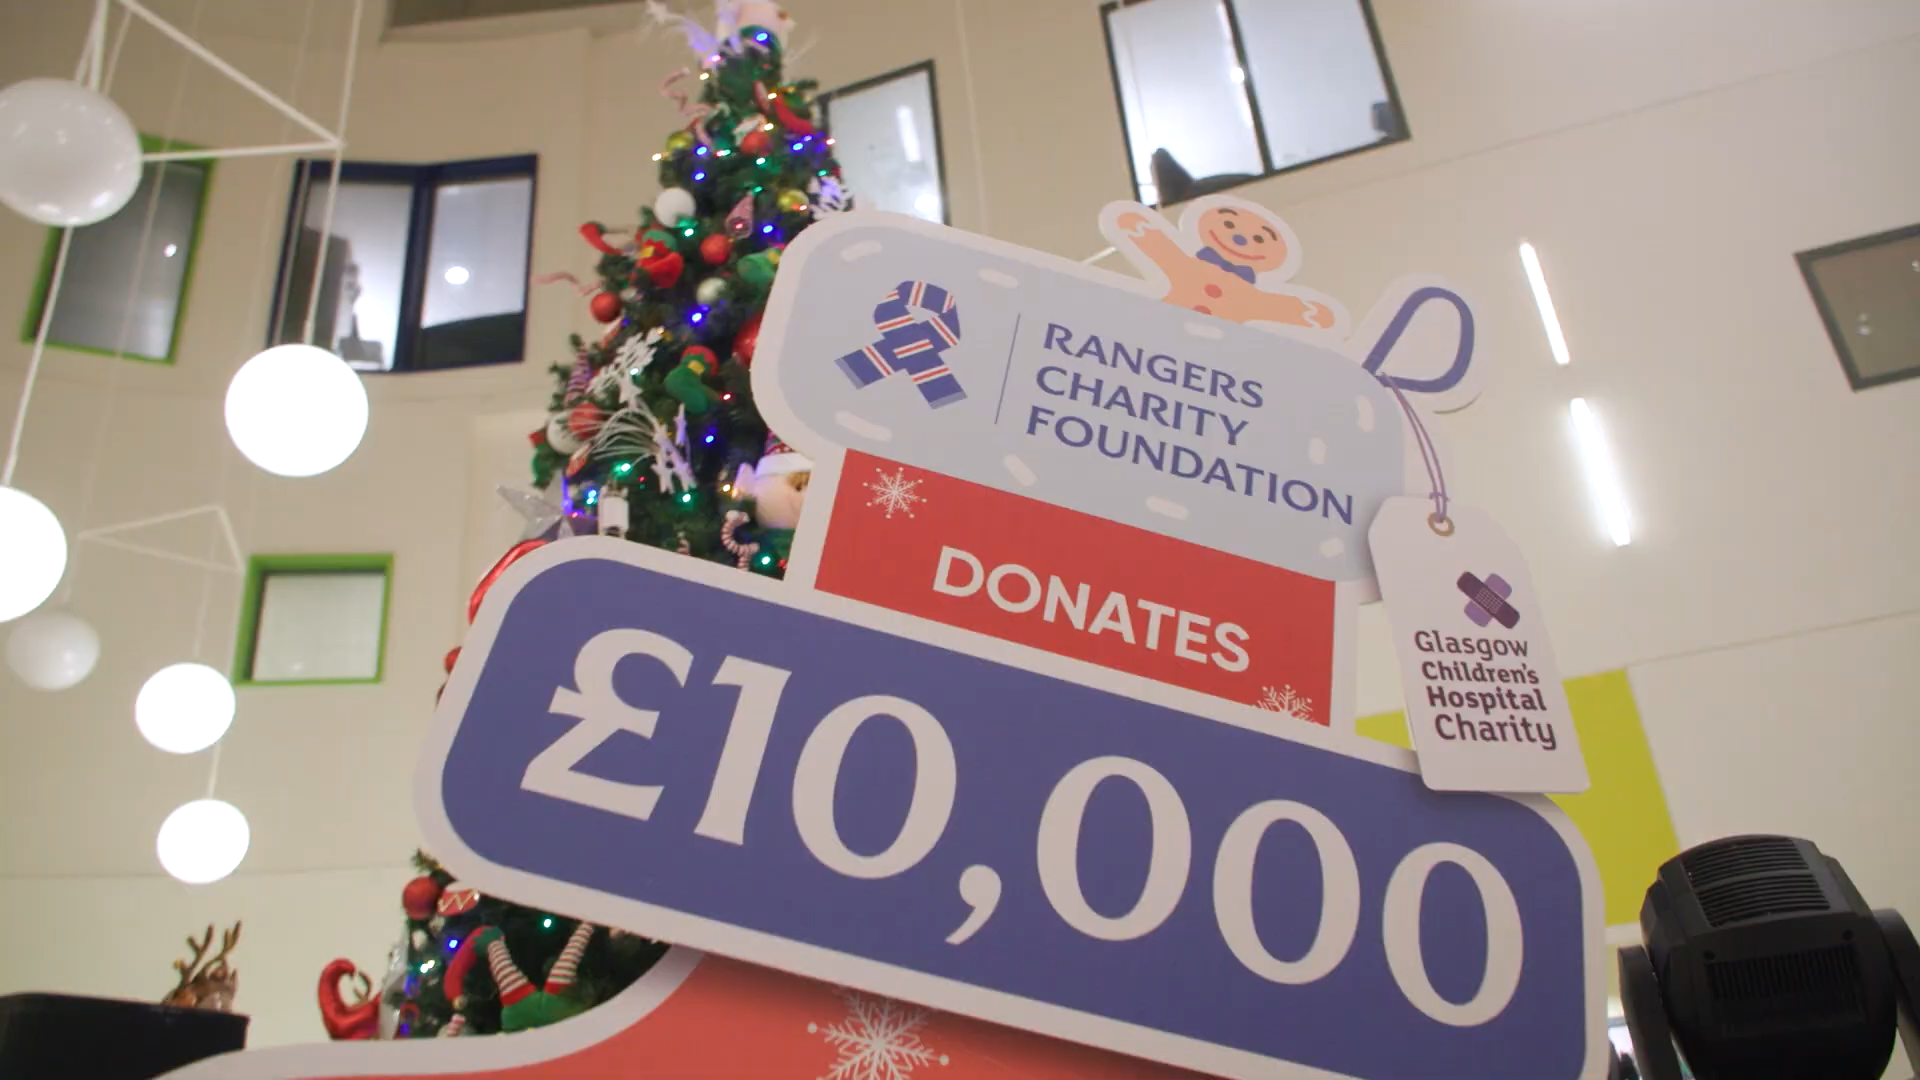 RANGERS
CHARITY
FOUNDATION
DONATES
£10,000
Glasgow
Children's
Hospital
Charity